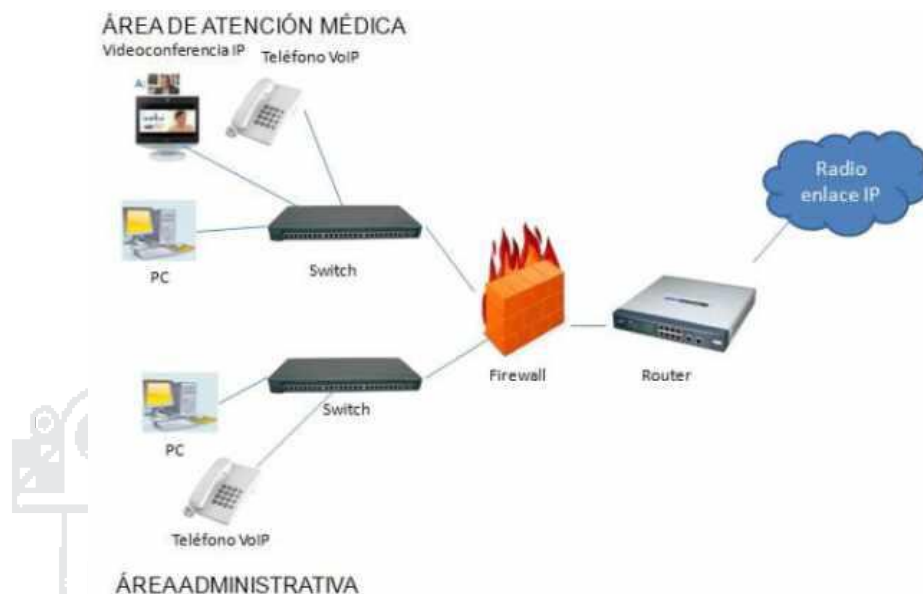 ÁREA DE ATENCIÓN MÉDICA
Videoconferencia IP
Teléfono VoIP
Radio
enlace IP
PC
Switch
Firewall
Router
Switch
PC
Teléfono VoIP
ÁREAADMINISTRATIVA